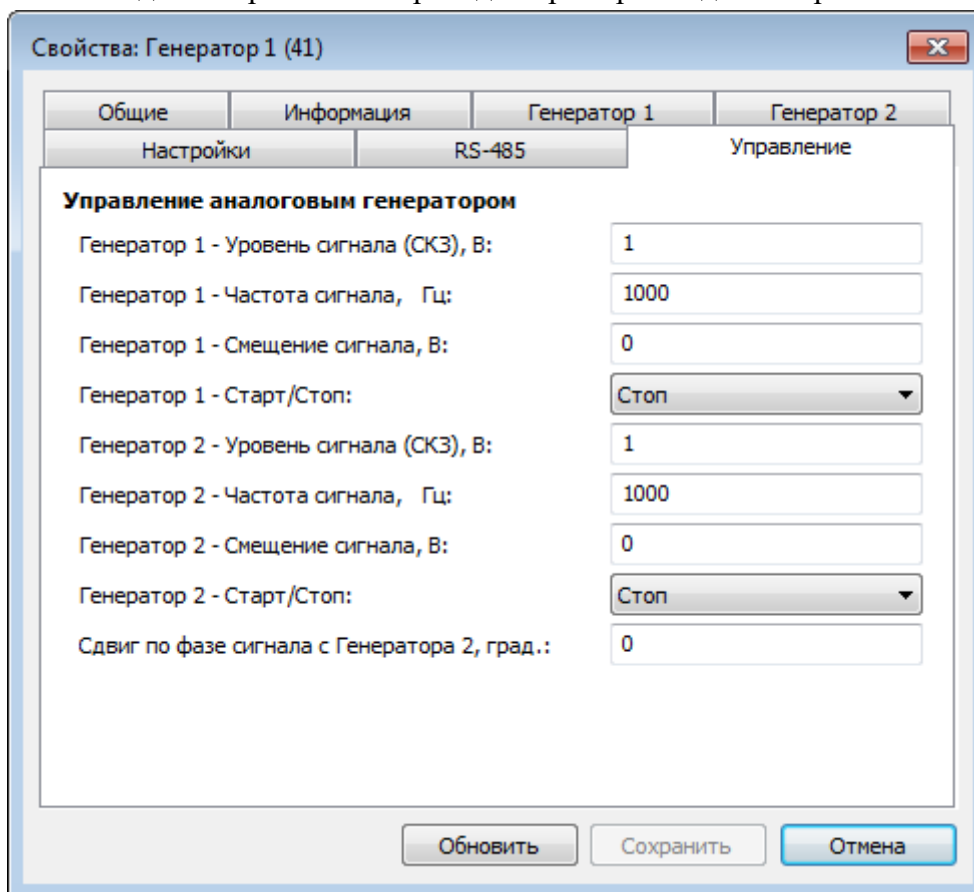 Свойства: Генератор 1 (41)
Общие Информация Генератор 1 Генератор 2
Настройки RS-485 Управление
Управление аналоговым генератором
Генератор 1 - Уровень сигнала (СКЗ), В: 1
Генератор 1 - Частота сигнала, Гц: 1000
Генератор 1 - Смещение сигнала, В: 0
Генератор 1 - Старт/Стоп: Стоп
Генератор 2 - Уровень сигнала (СКЗ), В: 1
Генератор 2 - Частота сигнала, Гц: 1000
Генератор 2 - Смещение сигнала, В: 0
Генератор 2 - Старт/Стоп: Стоп
Сдвиг по фазе сигнала с Генератора 2, град.: 0
Обновить Сохранить Отмена